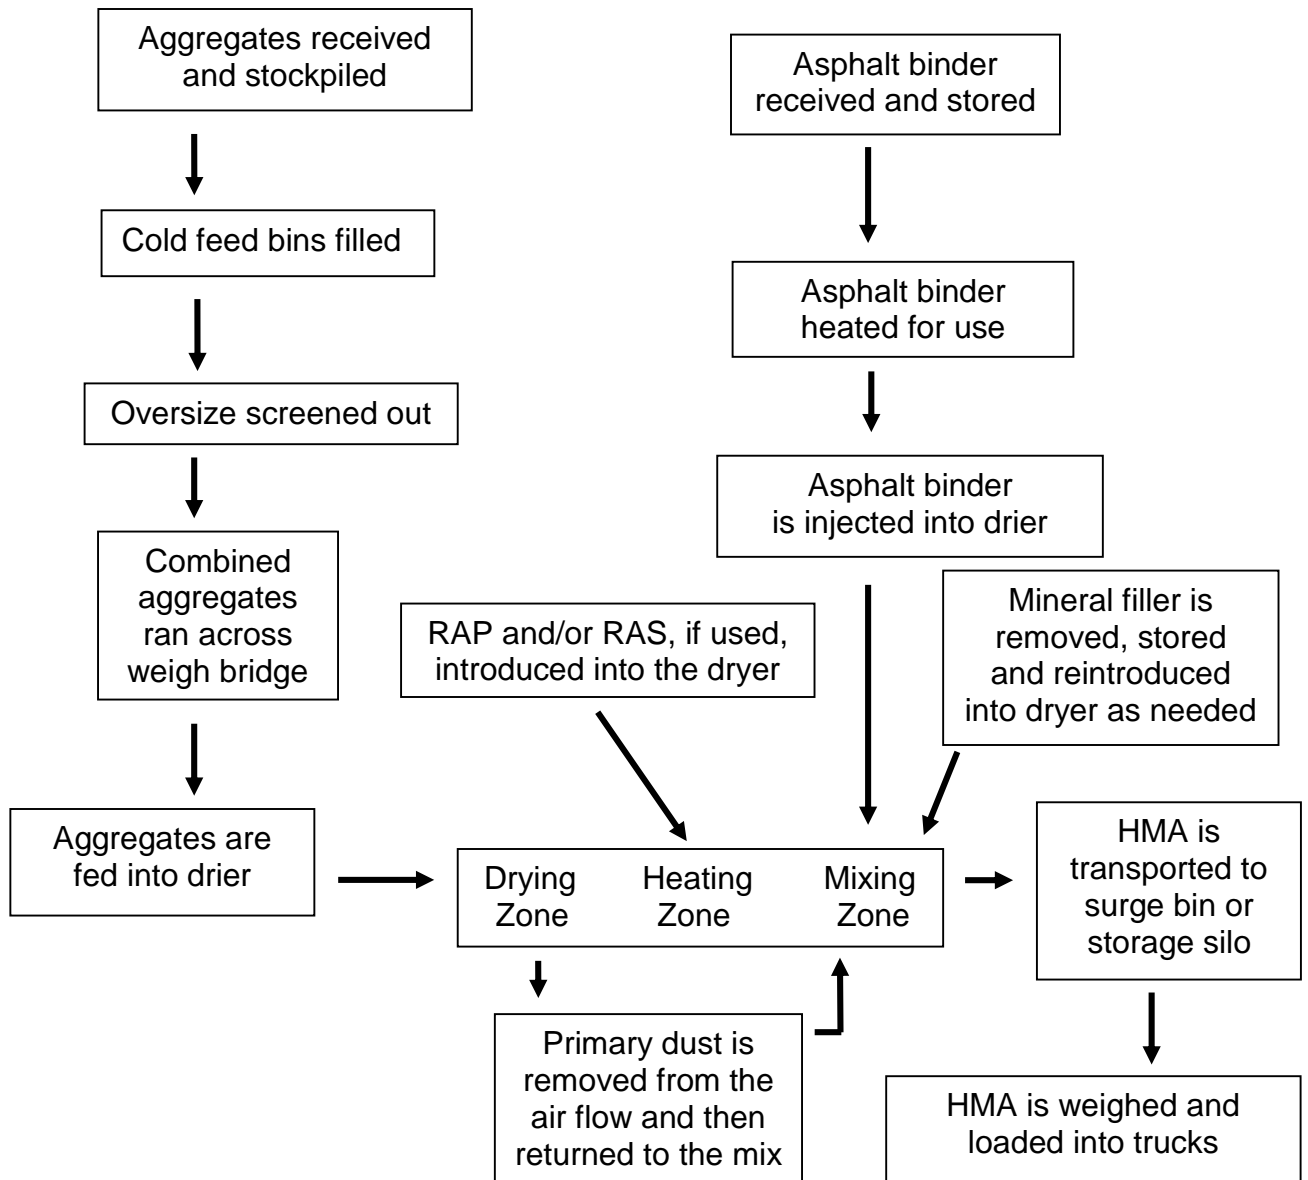 Aggregates received
and stockpiled
Asphalt binder
received and stored
Cold feed bins filled
Asphalt binder
heated for use
Oversize screened out
Asphalt binder
is injected into drier
Combined
aggregates
ran across
weigh bridge
RAP and/or RAS, if used,
introduced into the dryer
Mineral filler is
removed, stored
and reintroduced
into dryer as needed
Aggregates are
fed into drier
Drying
Zone
Heating
Zone
Mixing
Zone
HMA is
transported to
surge bin or
storage silo
Primary dust is
removed from the
air flow and then
returned to the mix
HMA is weighed and
loaded into trucks